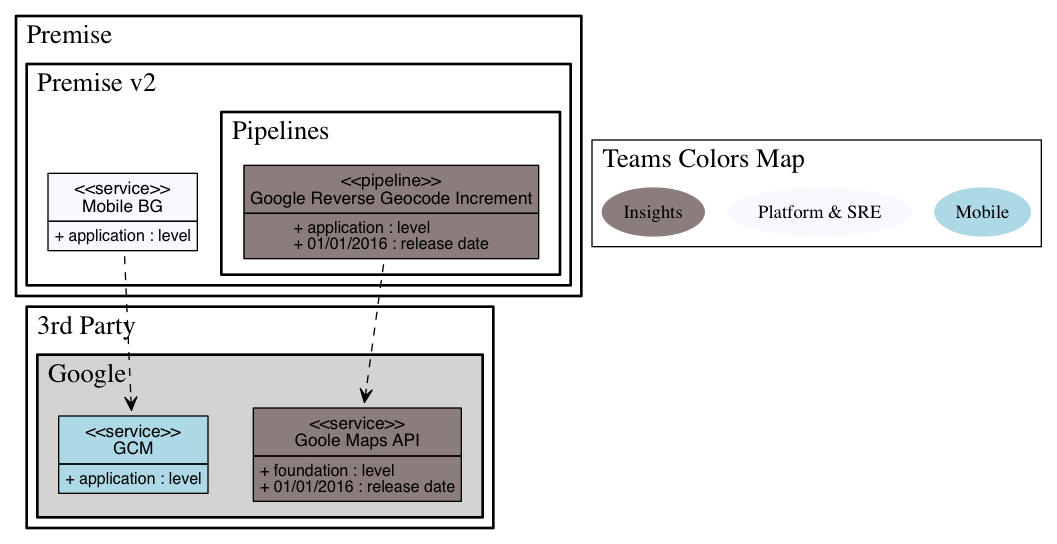 Premise
Premise v2
Pipelines
<<service>>
Mobile BG
+ application : level
<<pipeline>>
Google Reverse Geocode Increment
+ application : level
+ 01/01/2016 : release date
Teams Colors Map
Insights
Platform & SRE
Mobile
3rd Party
Google
<<service>>
GCM
+ application : level
<<service>>
Goole Maps API
+ foundation : level
+ 01/01/2016 : release date